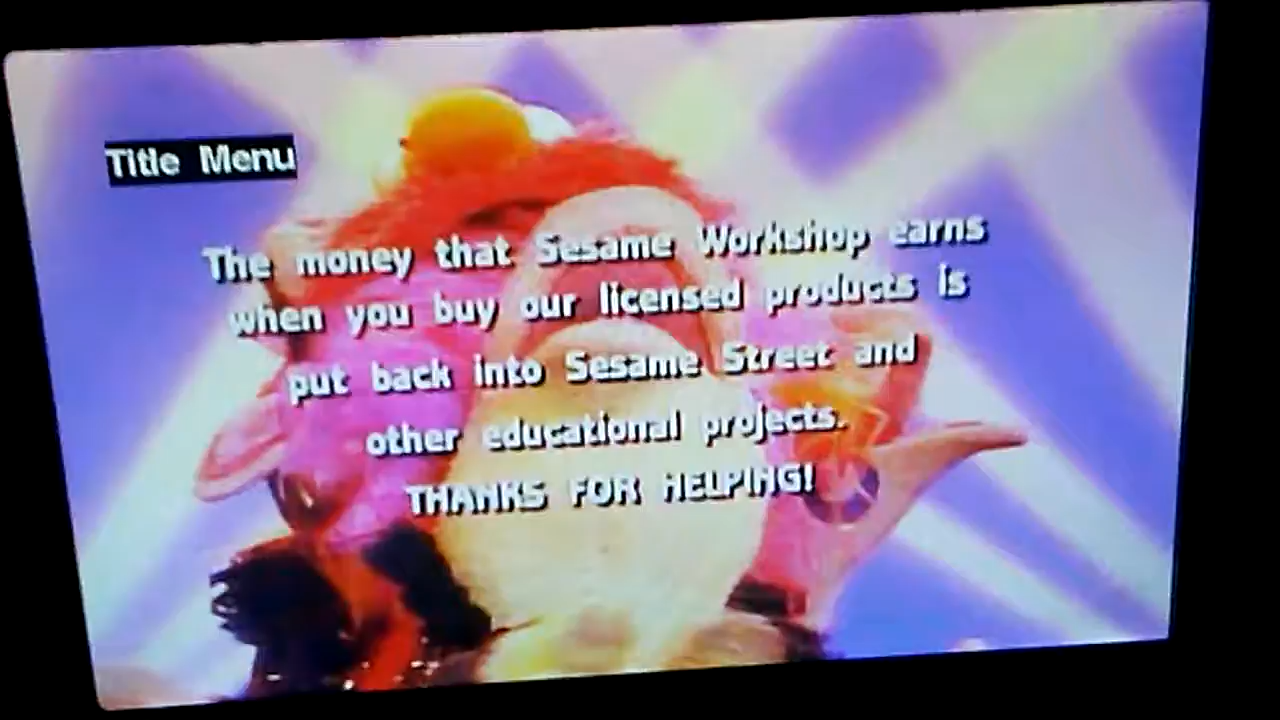 Title Menu
The money that Sesame Workshop earns
when you buy our licensed products is
put back into Sesame Street and
other educational projects.
THANKS FOR HELPING!